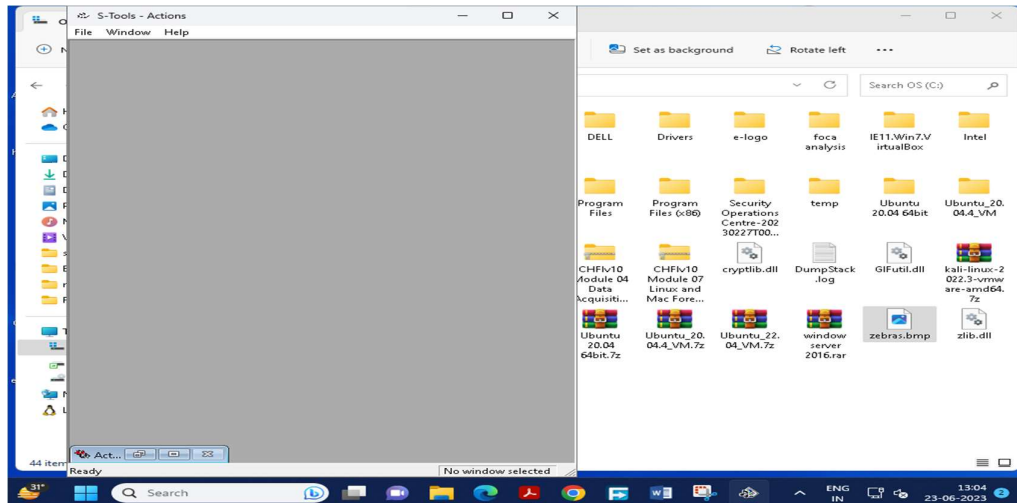 S-Tools - Actions
File Window Help
Set as background
Rotate left
Search OS (C:)
DELL
Drivers
e-logo
foca
analysis
IE11.Win7.V
irtualBox
Intel
Program
Files
Program
Files (x86)
Security
Operations
Centre-202
30227T00...
temp
Ubuntu
20.04 64bit
Ubuntu_20.
04.4_VM
CHFIv10
Module 04
Data
Acquisiti...
CHFIv10
Module 07
Linux and
Mac Fore...
cryptlib.dll
DumpStack
.log
GIFutil.dll
kali-linux-2
022.3-vmw
are-amd64.
7z
Ubuntu
20.04
64bit.7z
Ubuntu_20.
04.4_VM.7z
Ubuntu_22.
04_VM.7z
window
server
2016.rar
zebras.bmp
zlib.dll
Act...
44 item
Ready
No window selected
31°
Search
ENG
IN
13:04
23-06-2023
2